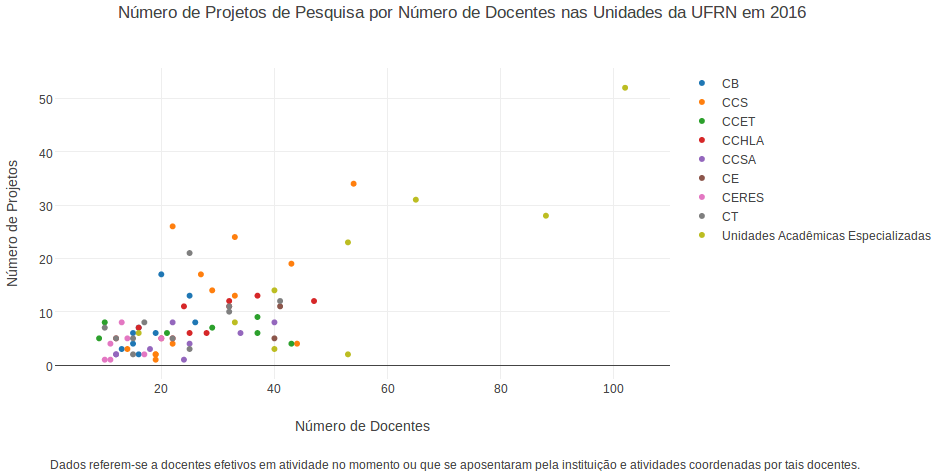 Número de Projetos de Pesquisa por Número de Docentes nas Unidades da UFRN em 2016
Número de Projetos
50
40
30
20
10
0
20
40
60
80
100
Número de Docentes
CB
CCS
CCET
CCHLA
CCSA
CE
CERES
CT
Unidades Acadêmicas Especializadas
Dados referem-se a docentes efetivos em atividade no momento ou que se aposentaram pela instituição e atividades coordenadas por tais docentes.